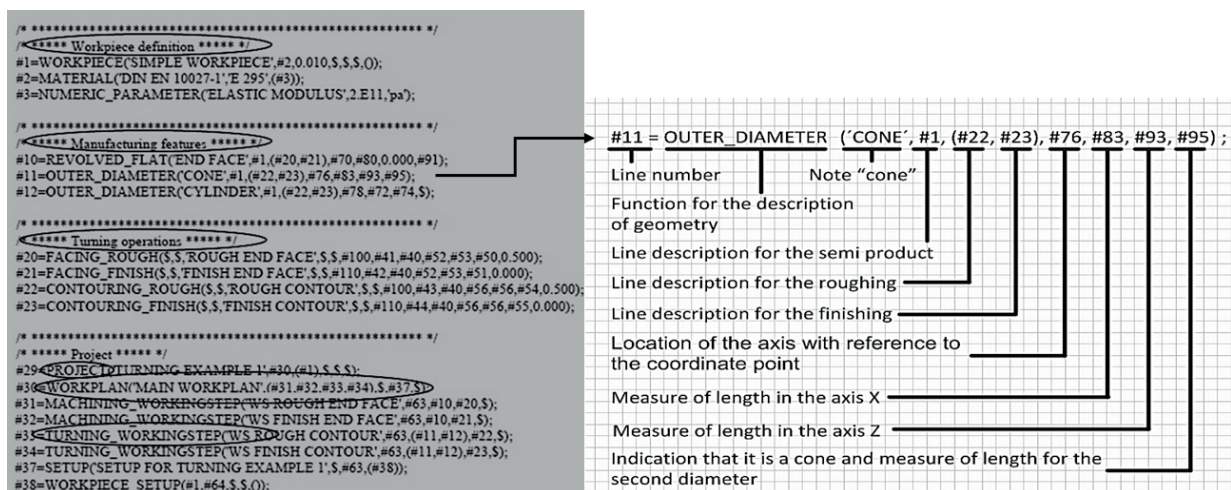 /* ****************************************************** */
/* ***** Workpiece definition ***** */
#1=WORKPIECE('SIMPLE WORKPIECE',#2,0.010,$,$,$,());
#2=MATERIAL('DIN EN 10027-1','E 295',(#3));
#3=NUMERIC_PARAMETER('ELASTIC MODULUS',2.E11,'pa');
/* ****************************************************** */
/* ***** Manufacturing features ***** */
#10=REVOLVED_FLAT('END FACE',#1,(#20,#21),#70,#80,0.000,#91);
#11=OUTER_DIAMETER('CONE',#1,(#22,#23),#76,#83,#93,#95);
#12=OUTER_DIAMETER('CYLINDER',#1,(#22,#23),#78,#72,#74,$);
/* ****************************************************** */
/* ***** Turning operations ***** */
#20=FACING_ROUGH($,$,'ROUGH END FACE',$,$,#100,#41,#40,#52,#53,#50,0.500);
#21=FACING_FINISH($,$,'FINISH END FACE',$,$,#110,#42,#40,#52,#53,#51,0.000);
#22=CONTOURING_ROUGH($,$,'ROUGH CONTOUR',$,$,#100,#43,#40,#56,#56,#54,0.500);
#23=CONTOURING_FINISH($,$,'FINISH CONTOUR',$,$,#110,#44,#40,#56,#56,#55,0.000);
/* ****************************************************** */
/* ***** Project ***** */
#29=PROJECT('TURNING EXAMPLE 1',#30,(#1),$,$,$);
#30=WORKPLAN('MAIN WORKPLAN',(#31,#32,#33,#34),$,#37,$);
#31=MACHINING_WORKINGSTEP('WS ROUGH END FACE',#63,#10,#20,$);
#32=MACHINING_WORKINGSTEP('WS FINISH END FACE',#63,#10,#21,$);
#33=TURNING_WORKINGSTEP('WS ROUGH CONTOUR',#63,(#11,#12),#22,$);
#34=TURNING_WORKINGSTEP('WS FINISH CONTOUR',#63,(#11,#12),#23,$);
#37=SETUP('SETUP FOR TURNING EXAMPLE 1',$,#63,(#38));
#38=WORKPIECE_SETUP(#1,#64,$,$,());
#11 = OUTER_DIAMETER (´CONE´, #1, (#22, #23), #76, #83, #93, #95) ;
Line number
Note “cone”
Function for the description
of geometry
Line description for the semi product
Line description for the roughing
Line description for the finishing
Location of the axis with reference to
the coordinate point
Measure of length in the axis X
Measure of length in the axis Z
Indication that it is a cone and measure of length for the
second diameter